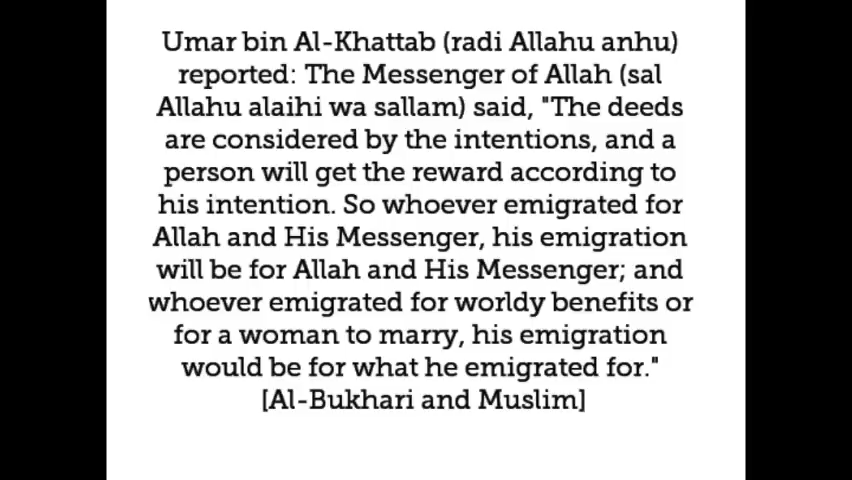 Umar bin Al-Khattab (radi Allahu anhu)
reported: The Messenger of Allah (sal
Allahu alaihi wa sallam) said, "The deeds
are considered by the intentions, and a
person will get the reward according to
his intention. So whoever emigrated for
Allah and His Messenger, his emigration
will be for Allah and His Messenger; and
whoever emigrated for worldy benefits or
for a woman to marry, his emigration
would be for what he emigrated for."
[Al-Bukhari and Muslim]